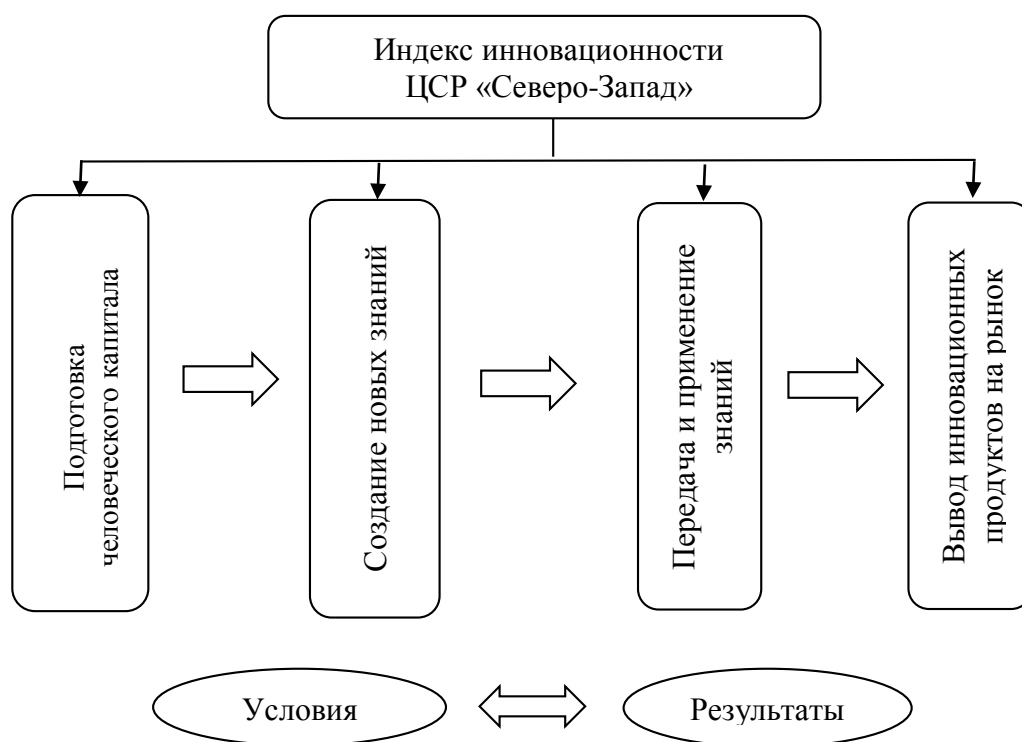 Индекс инновационности
ЦСР «Северо-Запад»
Подготовка
человеческого капитала
Создание новых знаний
Передача и применение
знаний
Вывод инновационных
продуктов на рынок
Условия
Результаты